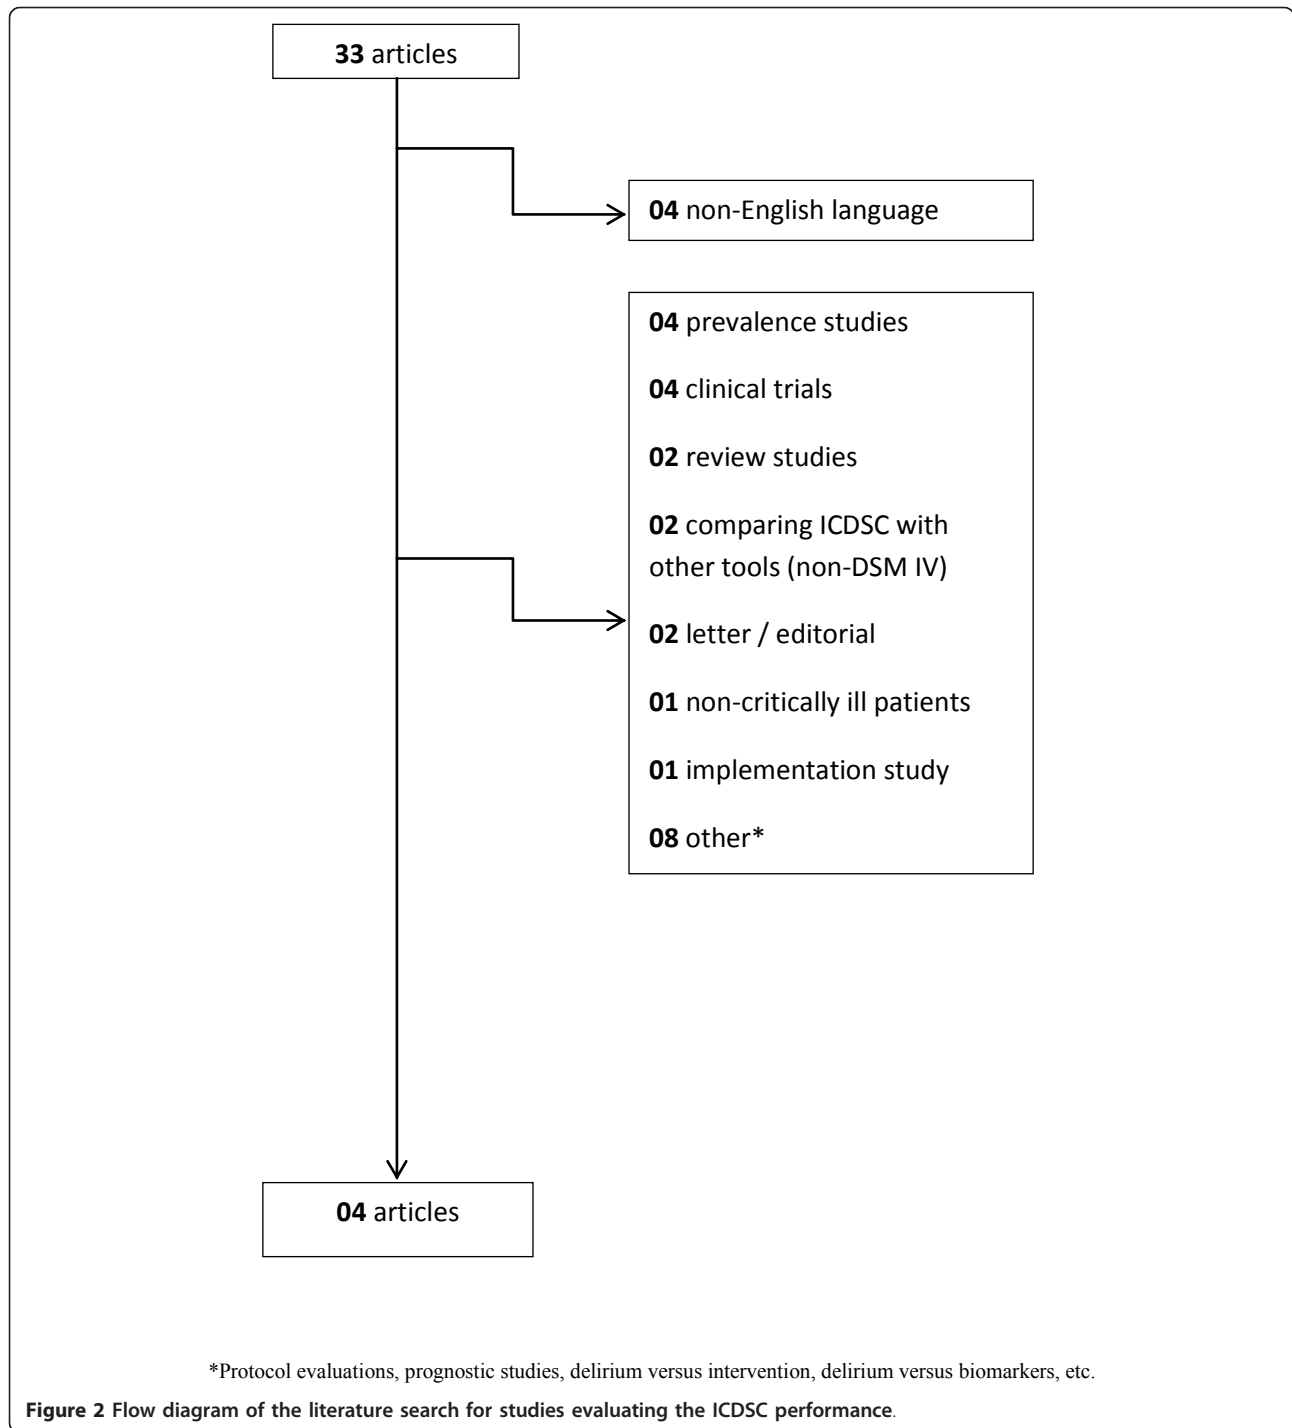 33 articles
04 non-English language
04 prevalence studies
04 clinical trials
02 review studies
02 comparing ICDSC with
other tools (non-DSM IV)
02 letter / editorial
01 non-critically ill patients
01 implementation study
08 other*
04 articles
*Protocol evaluations, prognostic studies, delirium versus intervention, delirium versus biomarkers, etc.
Figure 2 Flow diagram of the literature search for studies evaluating the ICDSC performance.